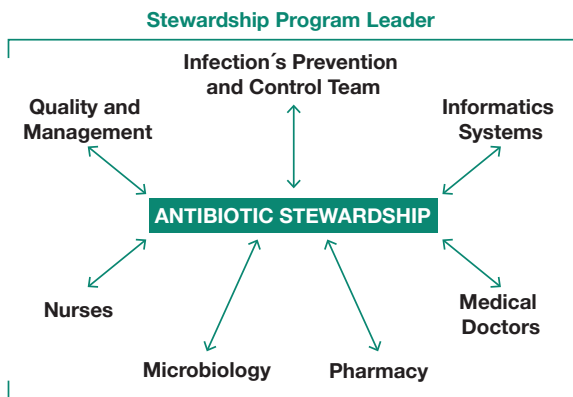 Stewardship Program Leader
Infection´s Prevention
and Control Team
Quality and
Management
Informatics
Systems
ANTIBIOTIC STEWARDSHIP
Nurses
Medical
Doctors
Microbiology
Pharmacy